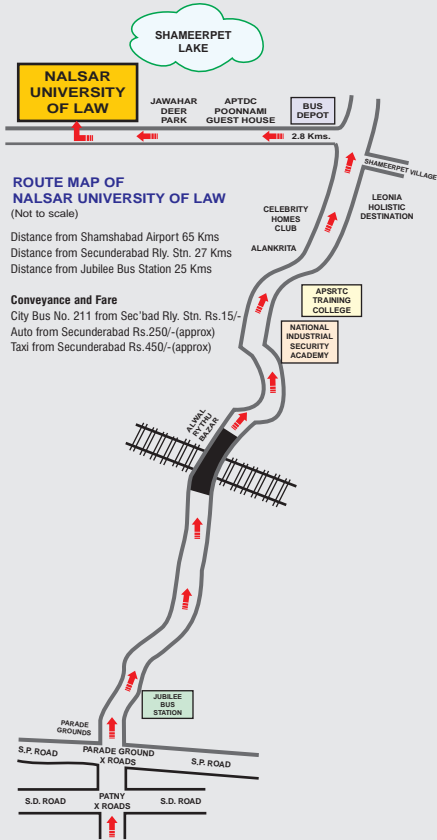 SHAMEERPET
LAKE
NALSAR
UNIVERSITY
OF LAW
JAWAHAR
DEER
PARK
APTDC
POONNAMI
GUEST HOUSE
BUS
DEPOT
2.8 Kms.
SHAMEERPET VILLAGE
ROUTE MAP OF
NALSAR UNIVERSITY OF LAW
(Not to scale)
Distance from Shamshabad Airport 65 Kms
Distance from Secunderabad Rly. Stn. 27 Kms
Distance from Jubilee Bus Station 25 Kms
Conveyance and Fare
City Bus No. 211 from Sec'bad Rly. Stn. Rs.15/-
Auto from Secunderabad Rs.250/-(approx)
Taxi from Secunderabad Rs.450/-(approx)
LEONIA
HOLISTIC
DESTINATION
CELEBRITY
HOMES
CLUB
ALANKRITA
APSRTC
TRAINING
COLLEGE
NATIONAL
INDUSTRIAL
SECURITY
ACADEMY
ALWAL
RYTHU
BAZAR
JUBILEE
BUS
STATION
PARADE
GROUNDS
S.P. ROAD
PARADE GROUND
X ROADS
S.P. ROAD
S.D. ROAD
PATNY
X ROADS
S.D. ROAD